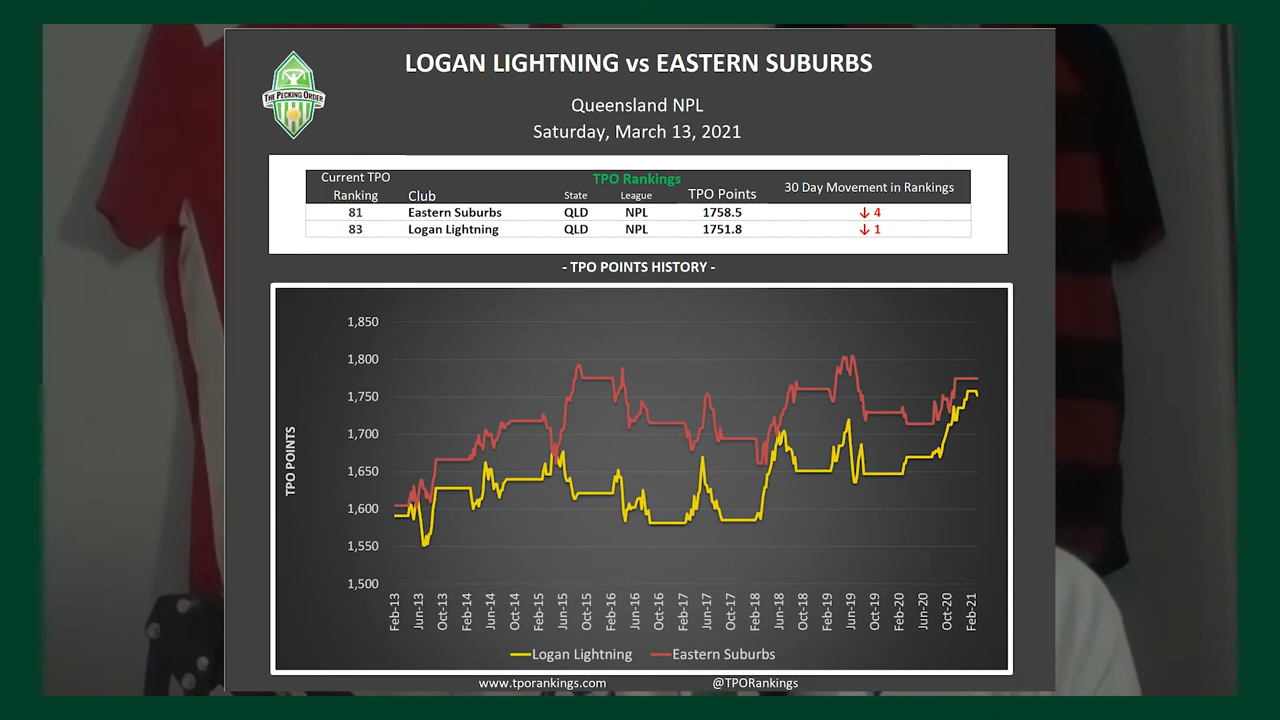 LOGAN LIGHTNING vs EASTERN SUBURBS
THE PECKING ORDER
Queensland NPL
Saturday, March 13, 2021
Current TPO Ranking Club TPO Rankings State League TPO Points 30 Day Movement in Rankings
81 Eastern Suburbs QLD NPL 1758.5 ↓ 4
83 Logan Lightning QLD NPL 1751.8 ↓ 1
- TPO POINTS HISTORY -
TPO POINTS
1,850
1,800
1,750
1,700
1,650
1,600
1,550
1,500
Feb-13 Jun-13 Oct-13 Feb-14 Jun-14 Oct-14 Feb-15 Jun-15 Oct-15 Feb-16 Jun-16 Oct-16 Feb-17 Jun-17 Oct-17 Feb-18 Jun-18 Oct-18 Feb-19 Jun-19 Oct-19 Feb-20 Jun-20 Oct-20 Feb-21
Logan Lightning Eastern Suburbs
www.tporankings.com @TPORankings